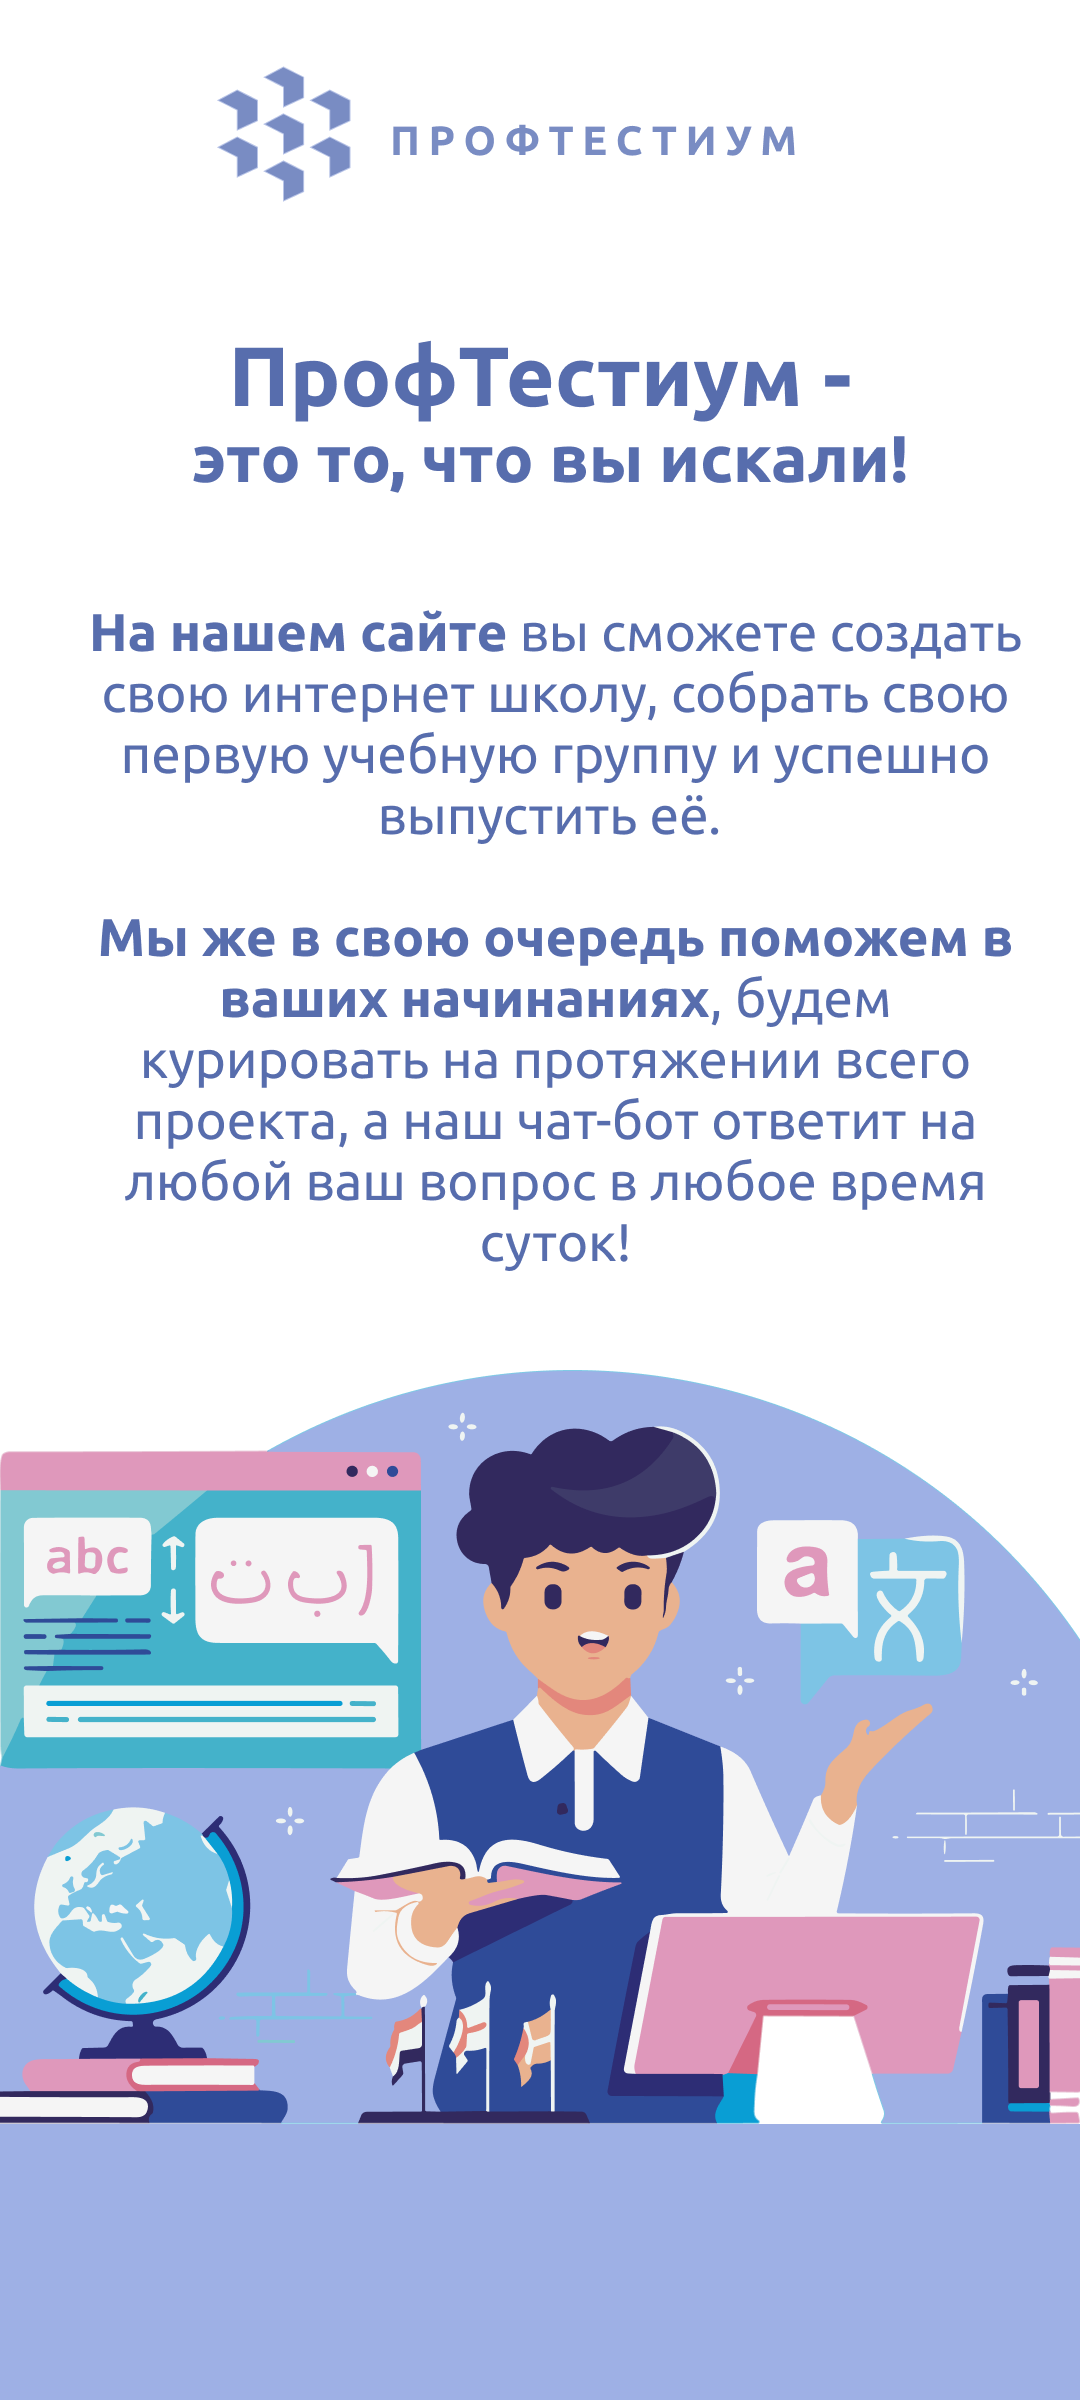 ПРОФТЕСТИУМ
ПрофТестиум -
это то, что вы искали!
На нашем сайте вы сможете создать
свою интернет школу, собрать свою
первую учебную группу и успешно
выпустить её.
Мы же в свою очередь поможем в
ваших начинаниях, будем
курировать на протяжении всего
проекта, а наш чат-бот ответит на
любой ваш вопрос в любое время
суток!
abc
أ ب ت
a
文